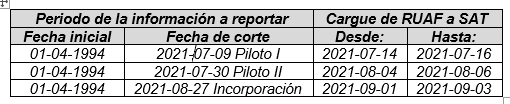 Periodo de la información a reportar Cargue de RUAF a SAT
Fecha inicial Fecha de corte Desde: Hasta:
01-04-1994 2021-07-09 Piloto I 2021-07-14 2021-07-16
01-04-1994 2021-07-30 Piloto II 2021-08-04 2021-08-06
01-04-1994 2021-08-27 Incorporación 2021-09-01 2021-09-03